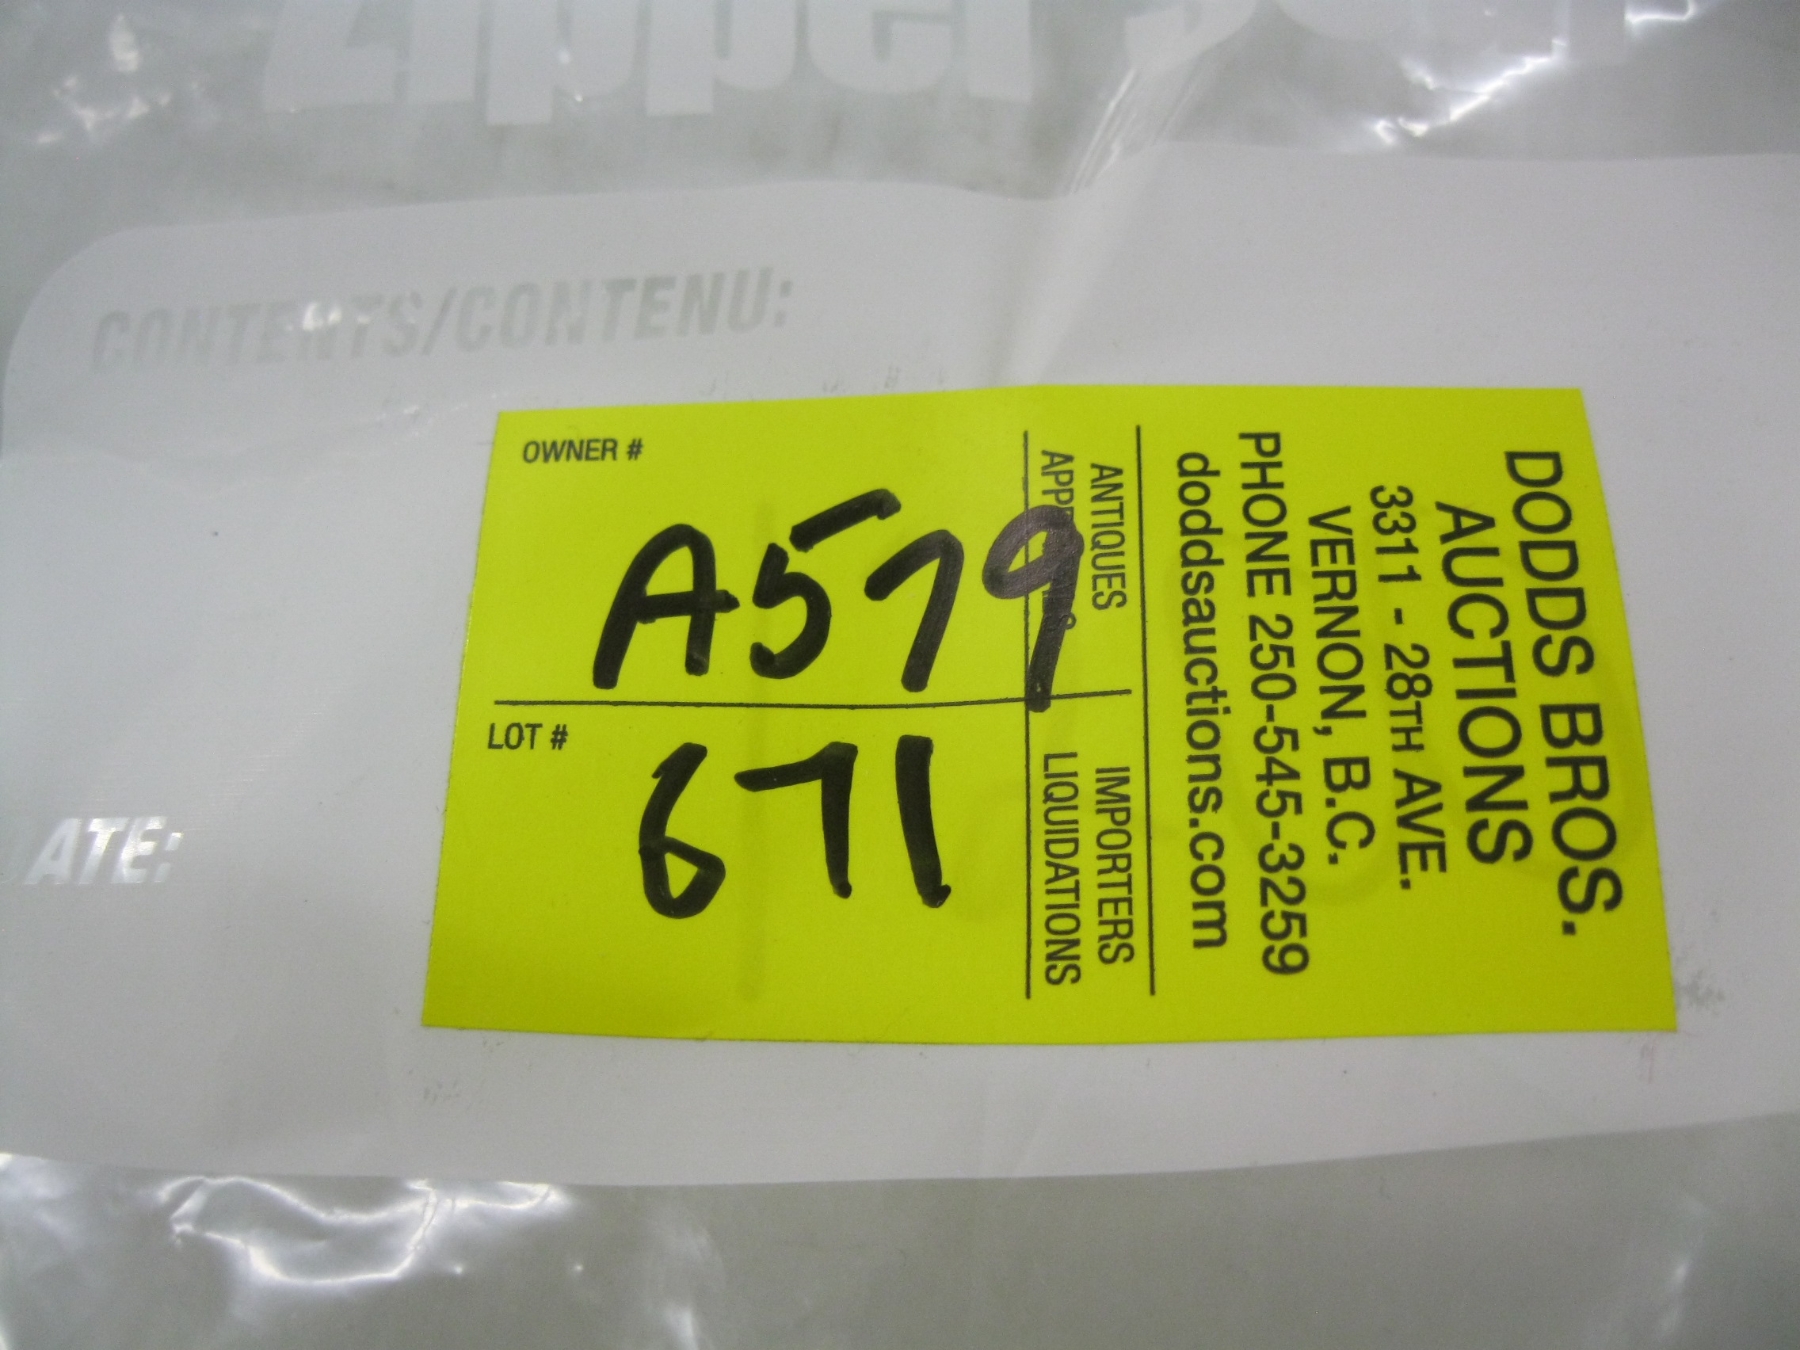 Zipper
CONTENTS/CONTENU:
ATE:
OWNER #
A579
LOT #
671
DODDS BROS.
AUCTIONS
3311 - 28TH AVE.
VERNON, B.C.
PHONE 250-545-3259
doddsauctions.com
ANTIQUES IMPORTERS
LIQUIDATIONS